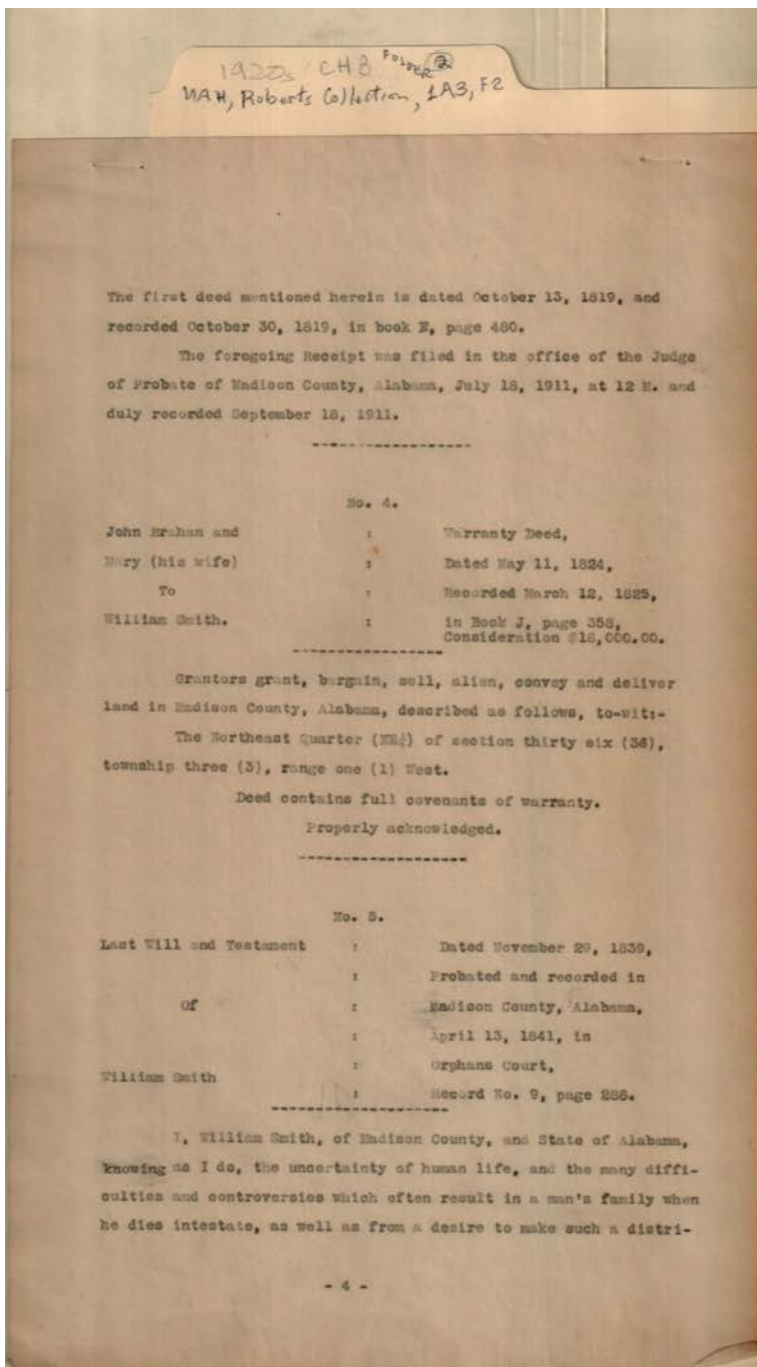 1920s CHB FOLDER 2
UAH, Roberts Collection, 1A3, F2
The first deed mentioned herein is dated October 13, 1819, and
recorded October 30, 1819, in book E, page 480.
The foregoing Receipt was filed in the office of the Judge
of Probate of Madison County, Alabama, July 18, 1911, at 12 M. and
duly recorded September 18, 1911.
--------------------
No. 4.
John Brahan and : Warranty Deed,
Mary (his wife) : Dated May 11, 1824,
To : Recorded March 12, 1825,
William Smith. : in Book J, page 358,
Consideration $18,000.00.
-------------------
Grantors grant, bargain, sell, alien, convey and deliver
land in Madison County, Alabama, described as follows, to-wit:-
The Northeast Quarter (NE¼) of section thirty six (36),
township three (3), range one (1) West.
Deed contains full covenants of warranty.
Properly acknowledged.
--------------------
No. 5.
Last Will and Testament : Dated November 29, 1839,
: Probated and recorded in
Of : Madison County, Alabama,
: April 13, 1841, in
: Orphans Court,
William Smith
: Record No. 9, page 286.
---------------------
I, William Smith, of Madison County, and State of Alabama,
knowing as I do, the uncertainty of human life, and the many diffi-
culties and controversies which often result in a man's family when
he dies intestate, as well as from a desire to make such a distri-
- 4 -